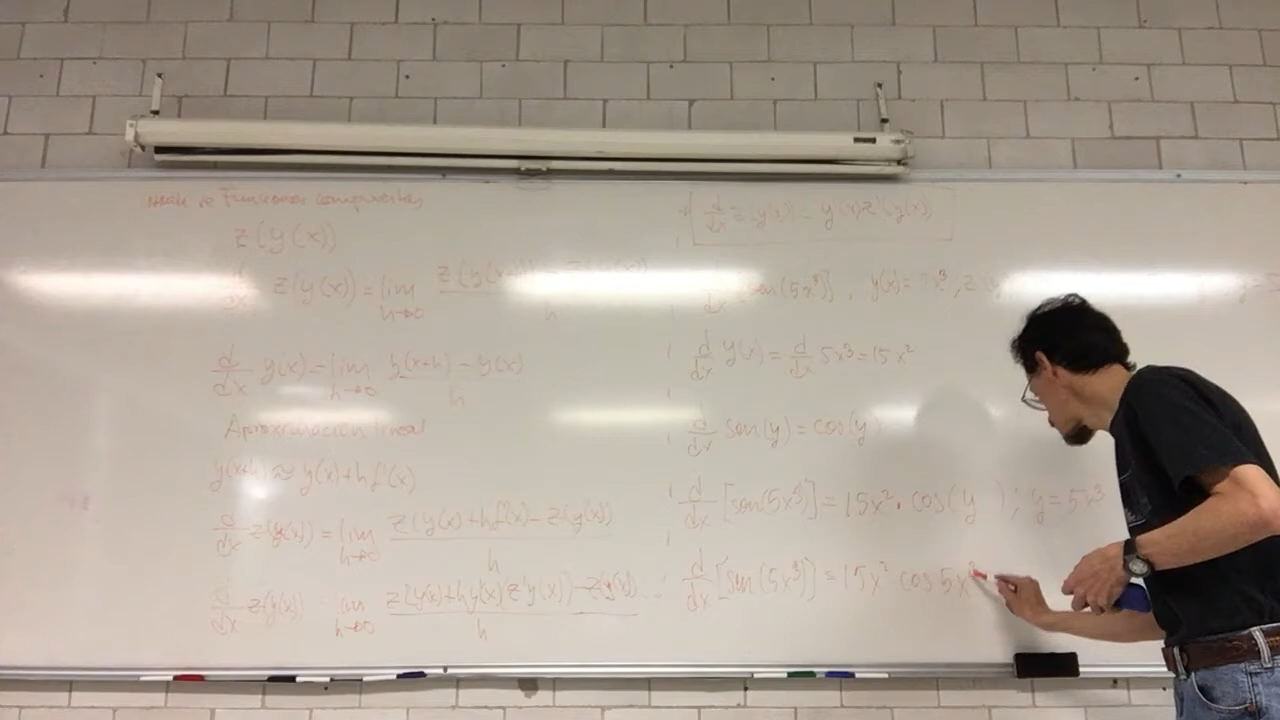 de Funciones compuestas
z(y(x))
d/dx z(y(x)) = lim h→0 z(y(x+h)) - z(y(x)) / h
d/dx y(x) = lim h→0 y(x+h) - y(x) / h
Aproximación lineal
y(x+h) ≈ y(x) + h f'(x)
d/dx z(y(x)) = lim h→0 z(y(x) + h f'(x)) - z(y(x)) / h
d/dx z(y(x)) lim h→0 z(y(x) + h y'(x) z'(y(x)) - z(y(x)) / h
d/dx z(y(x)) = y'(x) z'(y(x))
sen(5x³)], y(x) = 5x³, z
d/dx y(x) = d/dx 5x³ = 15x²
d/dx sen(y) = cos(y)
d/dx [sen(5x³)] = 15x² · cos(y ); y = 5x³
d/dx [sen(5x³)] = 15x² cos 5x³